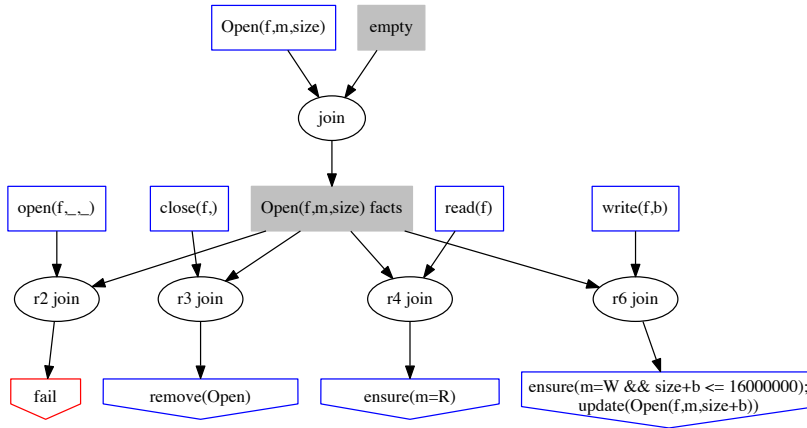 Open(f,m,size)
empty
join
open(f,_,_)
close(f,)
Open(f,m,size) facts
read(f)
write(f,b)
r2 join
r3 join
r4 join
r6 join
fail
remove(Open)
ensure(m=R)
ensure(m=W && size+b <= 16000000);
update(Open(f,m,size+b))